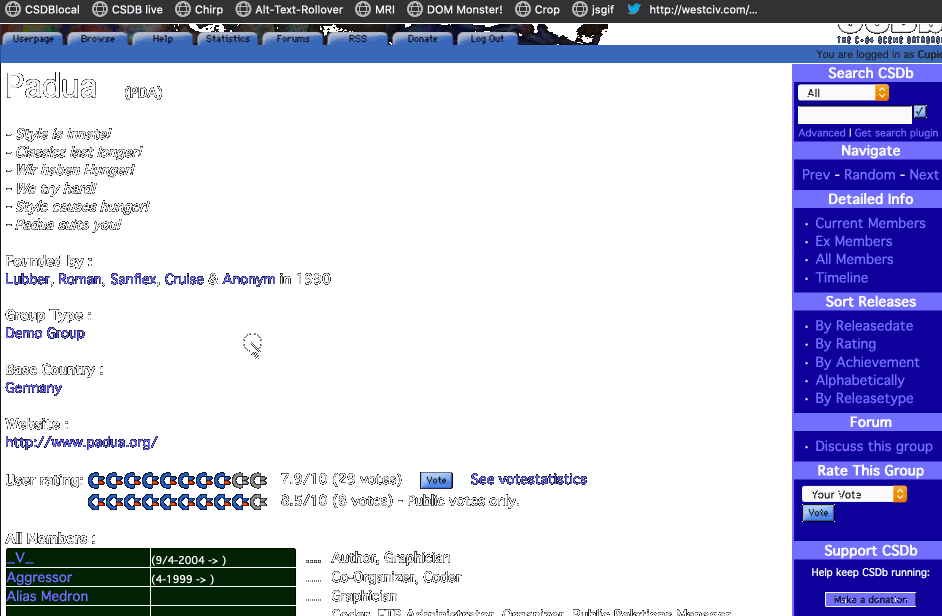 CSDBlocal CSDB live Chirp Alt-Text-Rollover MRI DOM Monster! Crop jsgif http://westciv.com/...
Userpage Browse Help Statistics Forums RSS Donate Log Out
THE C-64 SCENE DATABASE
You are logged in as Cupid
Padua (PDA)
- Style is innate!
- Classics last longer!
- Wir haben Hunger!
- We try hard!
- Style causes hunger!
- Padua suits you!
Founded by :
Lubber, Roman, Sanflex, Cruise & Anonym in 1990
Group Type :
Demo Group
Base Country :
Germany
Website :
http://www.padua.org/
User rating: 7.9/10 (29 votes) Vote See votestatistics
8.5/10 (8 votes) - Public votes only.
All Members :
_V_ (9/4-2004 -> ) .... Author, Graphician
Aggressor (4-1999 -> ) .... Co-Organizer, Coder
Alias Medron .... Graphician
Coder, FTP Administrator, Organizer, Public Relations Manager
Search CSDb
All
Advanced | Get search plugin
Navigate
Prev - Random - Next
Detailed Info
· Current Members
· Ex Members
· All Members
· Timeline
Sort Releases
· By Releasedate
· By Rating
· By Achievement
· Alphabetically
· By Releasetype
Forum
· Discuss this group
Rate This Group
Your Vote
Vote
Support CSDb
Help keep CSDb running:
Make a donation